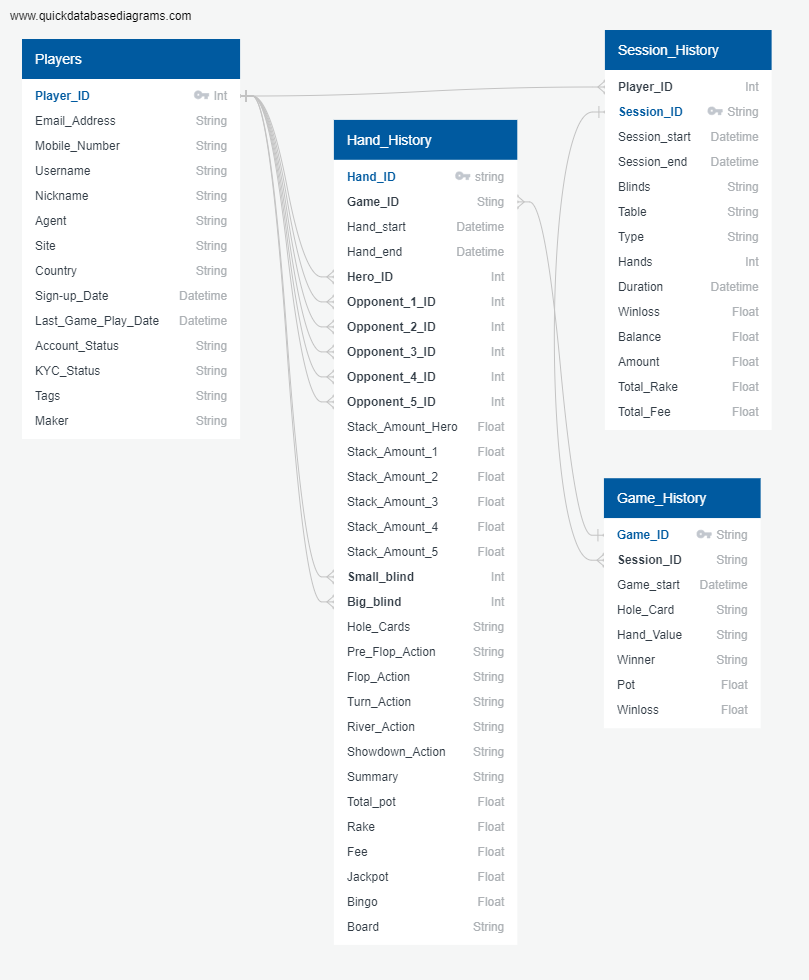 www.quickdatabasediagrams.com
Players
Player_ID Int
Email_Address String
Mobile_Number String
Username String
Nickname String
Agent String
Site String
Country String
Sign-up_Date Datetime
Last_Game_Play_Date Datetime
Account_Status String
KYC_Status String
Tags String
Maker String
Hand_History
Hand_ID string
Game_ID Sting
Hand_start Datetime
Hand_end Datetime
Hero_ID Int
Opponent_1_ID Int
Opponent_2_ID Int
Opponent_3_ID Int
Opponent_4_ID Int
Opponent_5_ID Int
Stack_Amount_Hero Float
Stack_Amount_1 Float
Stack_Amount_2 Float
Stack_Amount_3 Float
Stack_Amount_4 Float
Stack_Amount_5 Float
Small_blind Int
Big_blind Int
Hole_Cards String
Pre_Flop_Action String
Flop_Action String
Turn_Action String
River_Action String
Showdown_Action String
Summary String
Total_pot Float
Rake Float
Fee Float
Jackpot Float
Bingo Float
Board String
Session_History
Player_ID Int
Session_ID String
Session_start Datetime
Session_end Datetime
Blinds String
Table String
Type String
Hands Int
Duration Datetime
Winloss Float
Balance Float
Amount Float
Total_Rake Float
Total_Fee Float
Game_History
Game_ID String
Session_ID String
Game_start Datetime
Hole_Card String
Hand_Value String
Winner String
Pot Float
Winloss Float